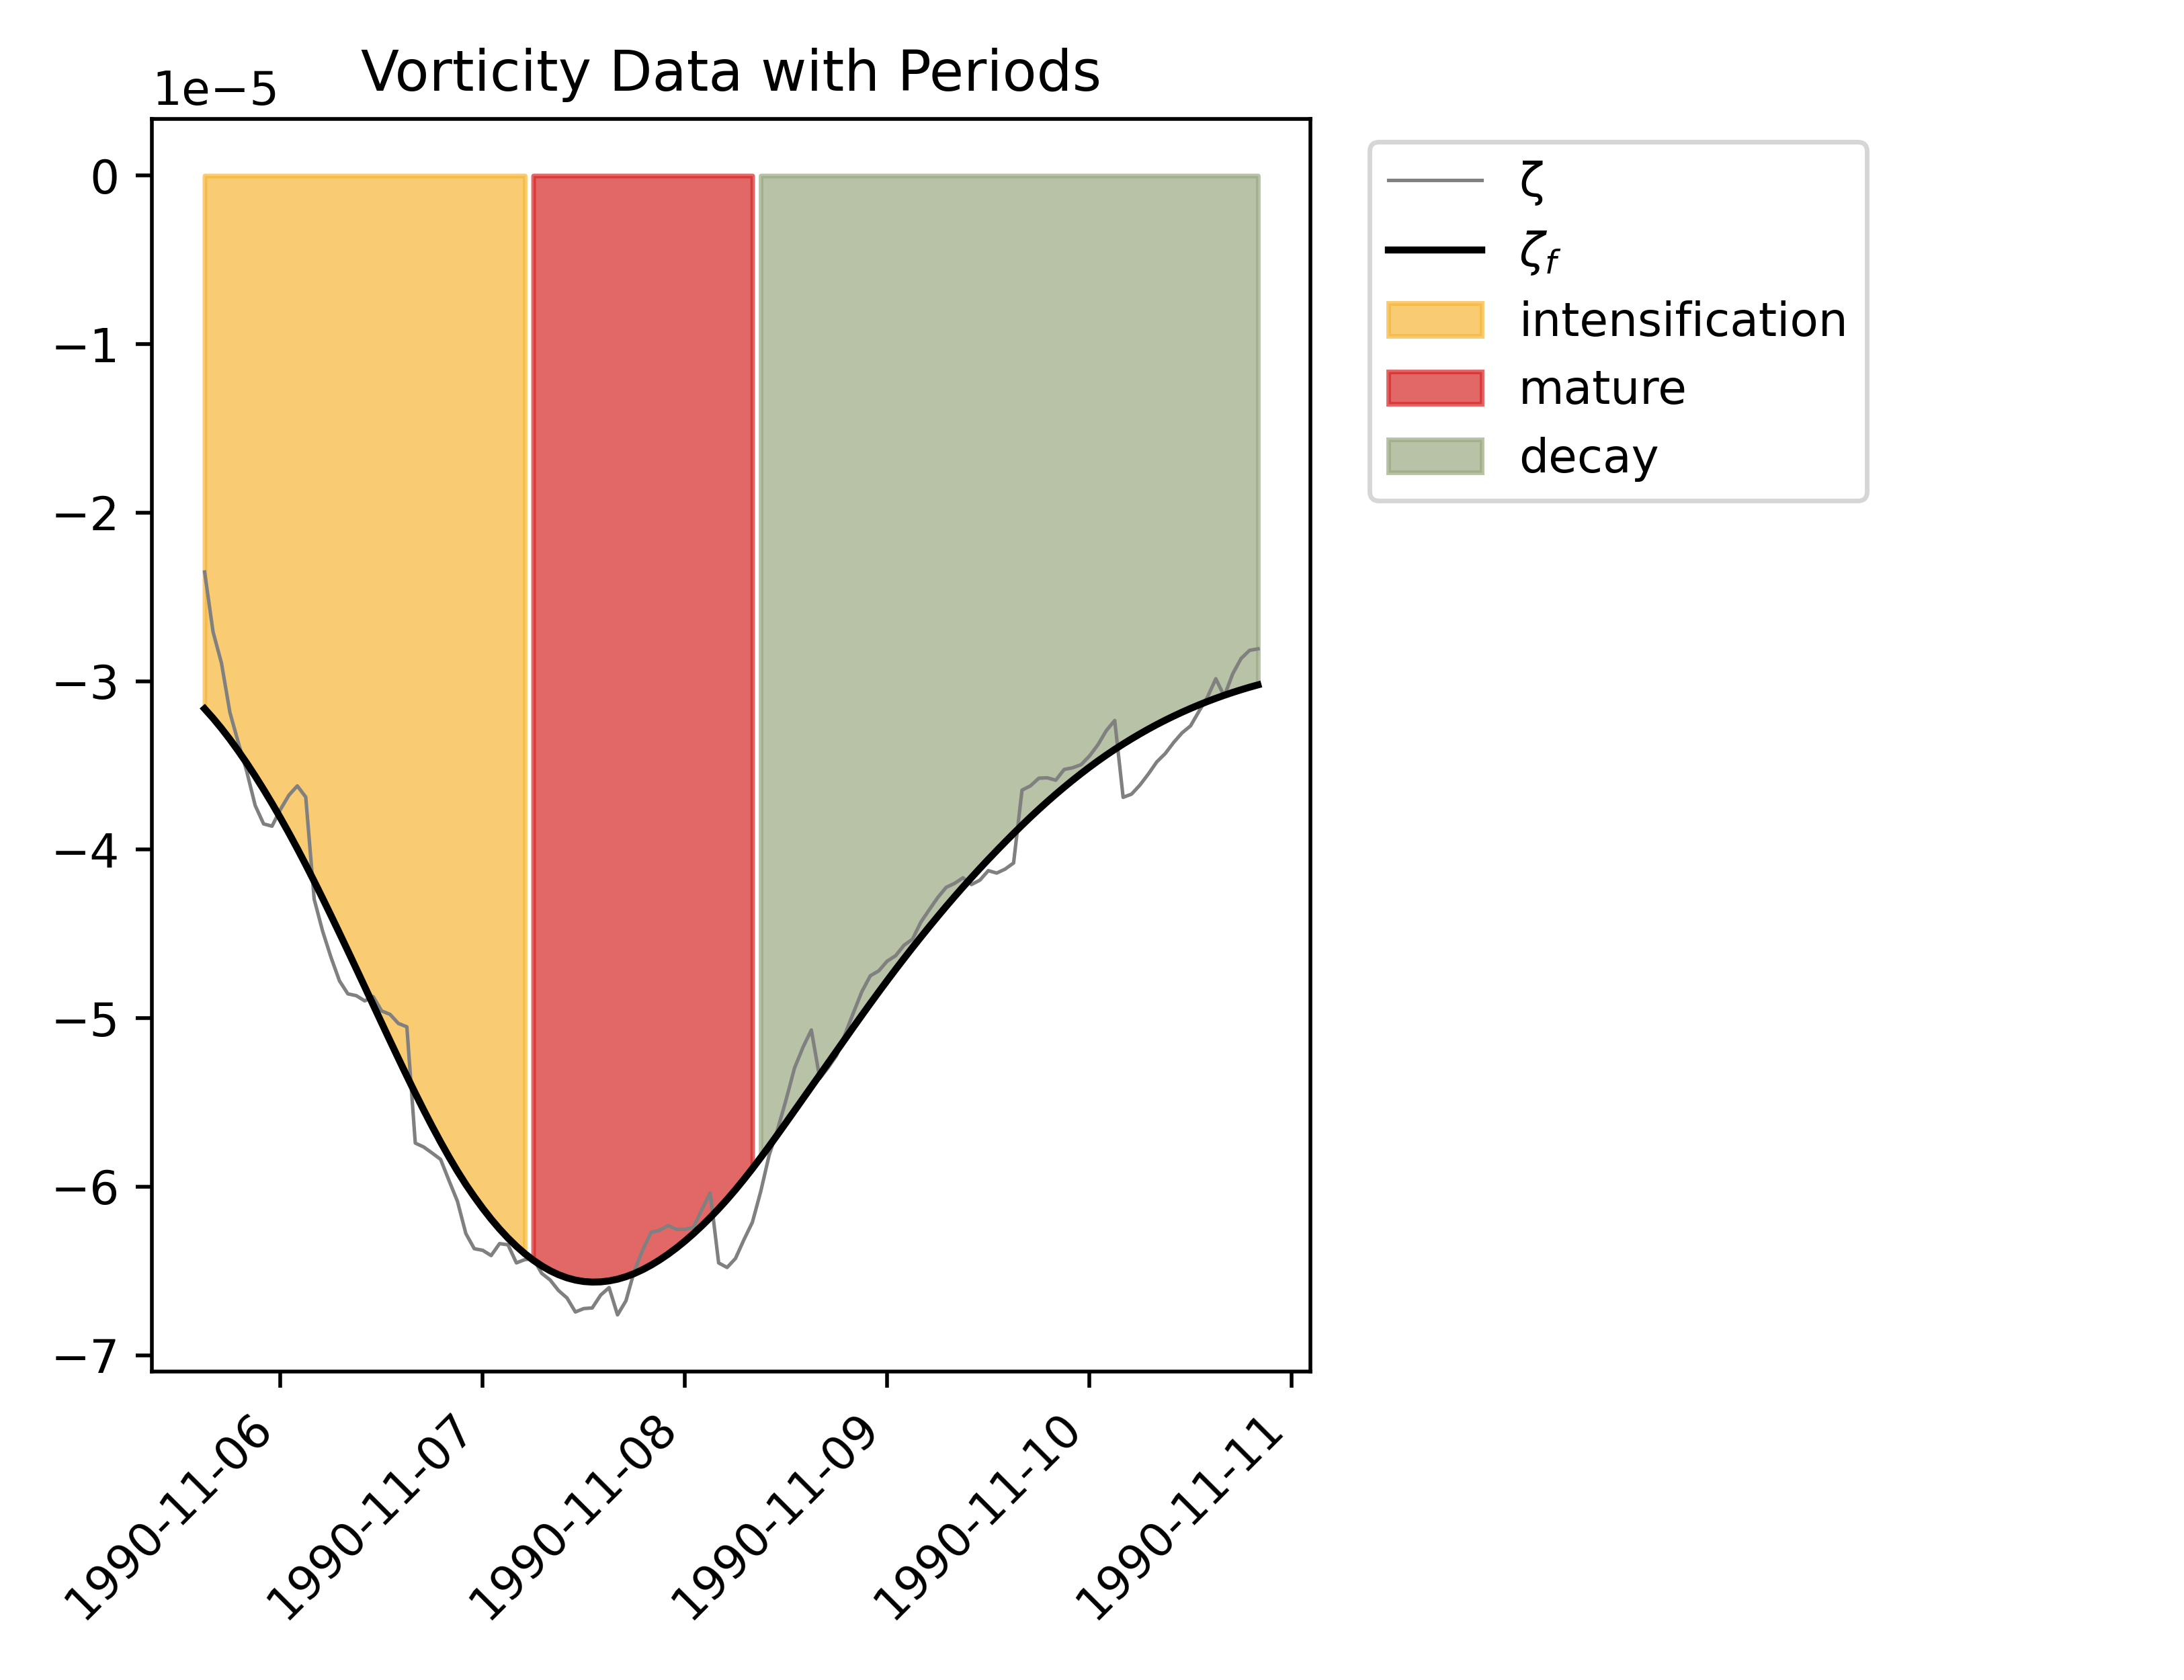 Vorticity Data with Periods
1e−5
0
−1
−2
−3
−4
−5
−6
−7
1990-11-06
1990-11-07
1990-11-08
1990-11-09
1990-11-10
1990-11-11
ζ
ζf
intensification
mature
decay